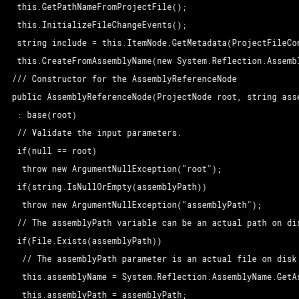 this.GetPathNameFromProjectFile();
this.InitializeFileChangeEvents();
string include = this.ItemNode.GetMetadata(ProjectFileCon
this.CreateFromAssemblyName(new System.Reflection.Assembl
/// Constructor for the AssemblyReferenceNode
public AssemblyReferenceNode(ProjectNode root, string asse
: base(root)
// Validate the input parameters.
if(null == root)
throw new ArgumentNullException("root");
if(string.IsNullOrEmpty(assemblyPath))
throw new ArgumentNullException("assemblyPath");
// The assemblyPath variable can be an actual path on dis
if(File.Exists(assemblyPath))
// The assemblyPath parameter is an actual file on disk
this.assemblyName = System.Reflection.AssemblyName.GetAs
this.assemblyPath = assemblyPath;